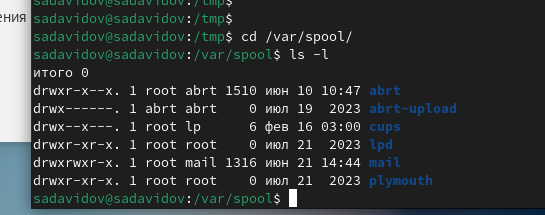 ения
sadavidov@sadavidov:/tmp$
sadavidov@sadavidov:/tmp$
sadavidov@sadavidov:/tmp$ cd /var/spool/
sadavidov@sadavidov:/var/spool$ ls -l
итого 0
drwxr-x--x. 1 root abrt 1510 июн 10 10:47 abrt
drwx------. 1 abrt abrt    0 июл 19  2023 abrt-upload
drwx--x---. 1 root lp      6 фев 16 03:00 cups
drwxr-xr-x. 1 root root    0 июл 21  2023 lpd
drwxrwxr-x. 1 root mail 1316 июн 21 14:44 mail
drwxr-xr-x. 1 root root    0 июл 21  2023 plymouth
sadavidov@sadavidov:/var/spool$